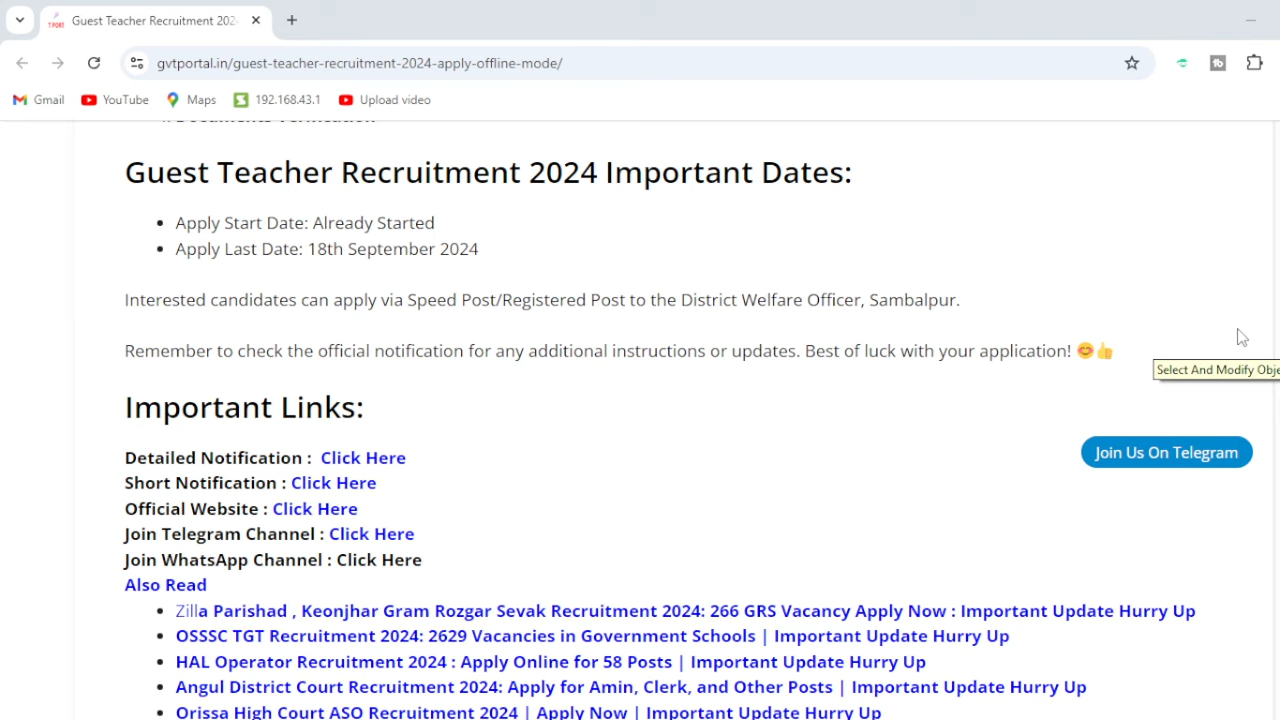 Guest Teacher Recruitment 202
gvtportal.in/guest-teacher-recruitment-2024-apply-offline-mode/
Gmail
YouTube
Maps
192.168.43.1
Upload video
Documents Verification
Guest Teacher Recruitment 2024 Important Dates:
Apply Start Date: Already Started
Apply Last Date: 18th September 2024
Interested candidates can apply via Speed Post/Registered Post to the District Welfare Officer, Sambalpur.
Remember to check the official notification for any additional instructions or updates. Best of luck with your application! 😊👍
Select And Modify Obje
Important Links:
Join Us On Telegram
Detailed Notification : Click Here
Short Notification : Click Here
Official Website : Click Here
Join Telegram Channel : Click Here
Join WhatsApp Channel : Click Here
Also Read
Zilla Parishad , Keonjhar Gram Rozgar Sevak Recruitment 2024: 266 GRS Vacancy Apply Now : Important Update Hurry Up
OSSSC TGT Recruitment 2024: 2629 Vacancies in Government Schools | Important Update Hurry Up
HAL Operator Recruitment 2024 : Apply Online for 58 Posts | Important Update Hurry Up
Angul District Court Recruitment 2024: Apply for Amin, Clerk, and Other Posts | Important Update Hurry Up
Orissa High Court ASO Recruitment 2024 | Apply Now | Important Update Hurry Up